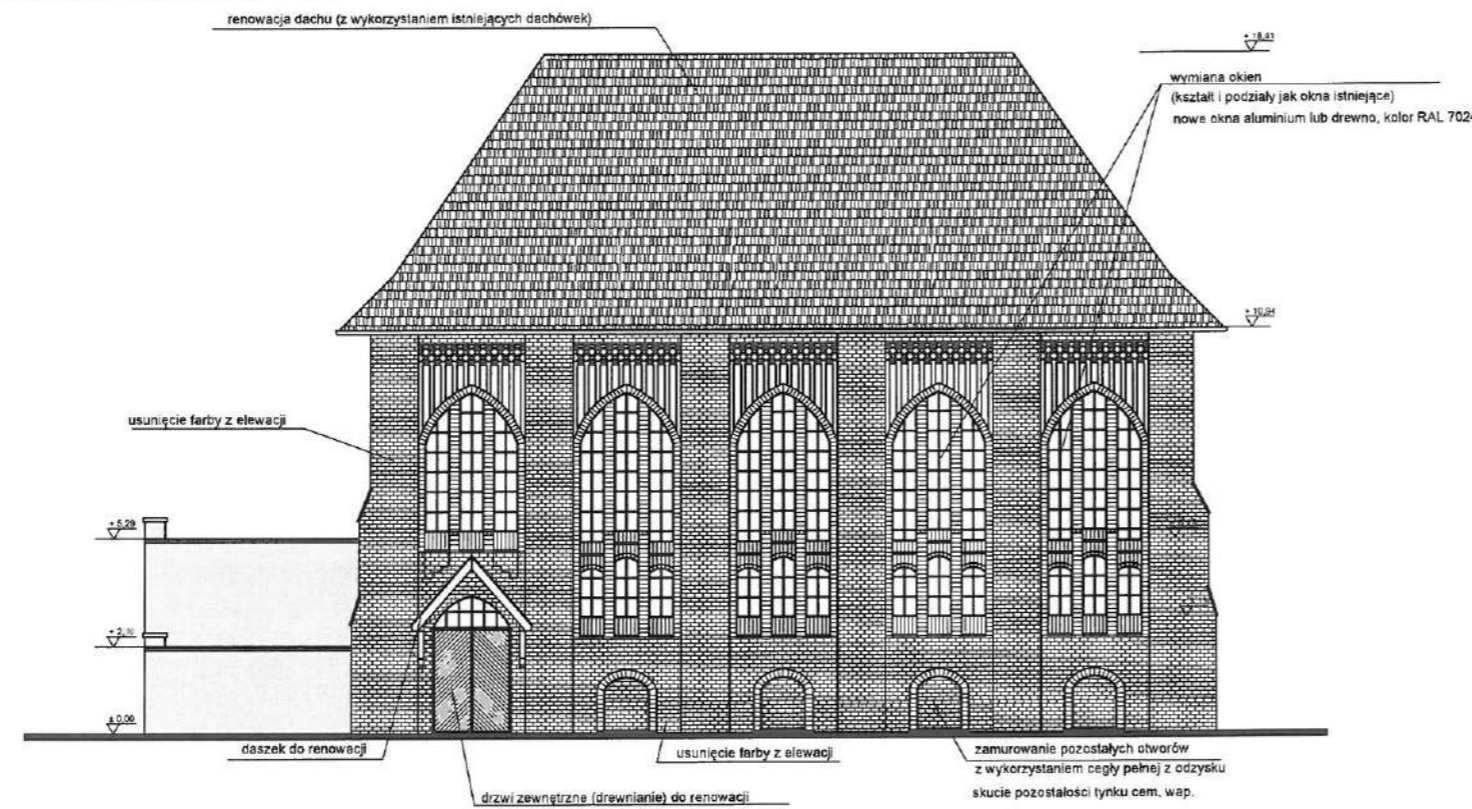 renowacja dachu (z wykorzystaniem istniejących dachówek)
+ 18,41
wymiana okien
(kształt i podziały jak okna istniejące)
nowe okna aluminium lub drewno, kolor RAL 7024
+ 10,94
usunięcie farby z elewacji
+ 5,29
± 0,00
daszek do renowacji
usunięcie farby z elewacji
zamurowanie pozostałych otworów
z wykorzystaniem cegły pełnej z odzysku
skucie pozostałości tynku cem. wap.
drzwi zewnętrzne (drewnianie) do renowacji